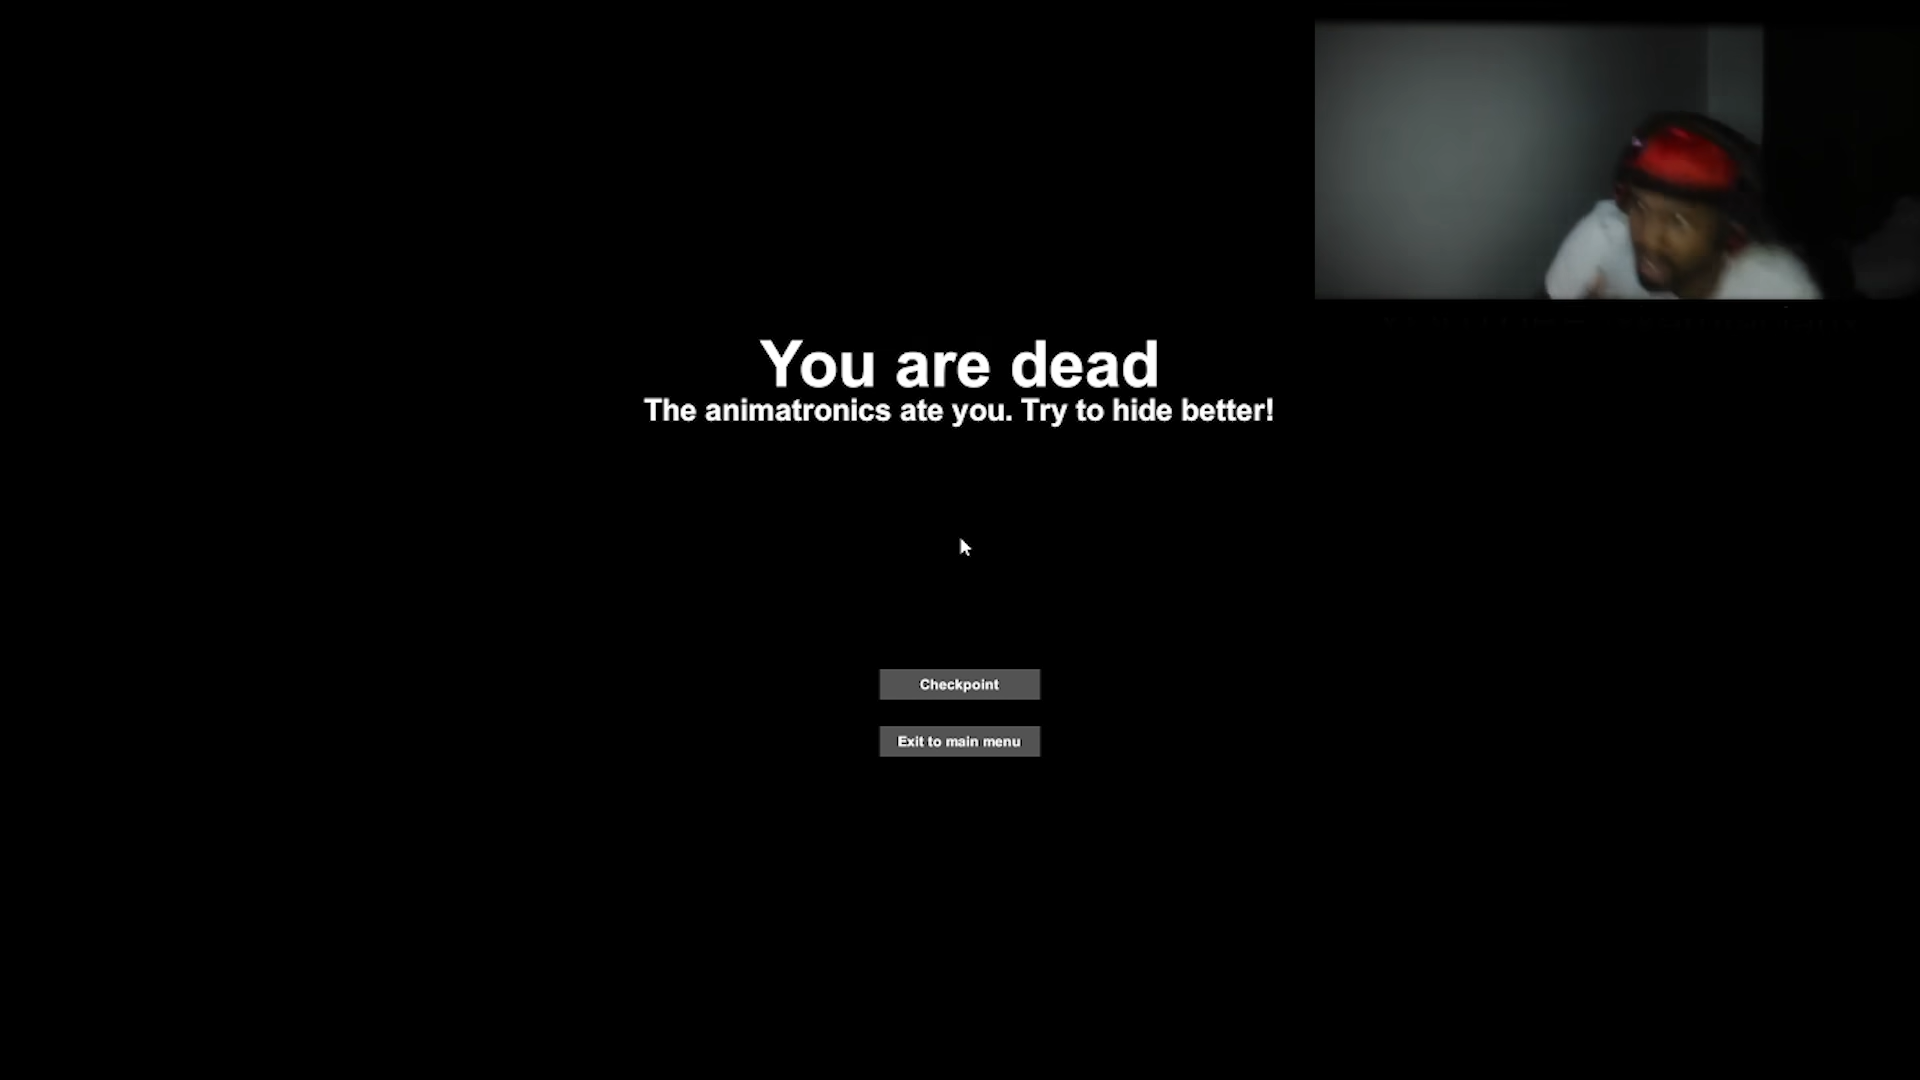 You are dead
The animatronics ate you. Try to hide better!
Checkpoint
Exit to main menu